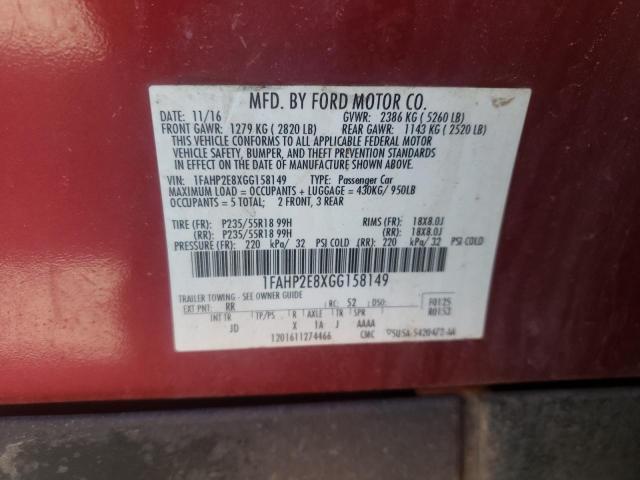 MFD. BY FORD MOTOR CO.
DATE: 11/16 GVWR: 2386 KG ( 5260 LB)
FRONT GAWR: 1279 KG ( 2820 LB) REAR GAWR: 1143 KG ( 2520 LB)
THIS VEHICLE CONFORMS TO ALL APPLICABLE FEDERAL MOTOR
VEHICLE SAFETY, BUMPER, AND THEFT PREVENTION STANDARDS
IN EFFECT ON THE DATE OF MANUFACTURE SHOWN ABOVE.
VIN: 1FAHP2E8XGG158149 TYPE: Passenger Car
MAXIMUM LOAD = OCCUPANTS + LUGGAGE = 430KG/ 950LB
OCCUPANTS = 5 TOTAL; 2 FRONT, 3 REAR
TIRE (FR): P235/55R18 99H RIMS (FR): 18X8.0J
(RR): P235/55R18 99H (RR): 18X8.0J
PRESSURE (FR): 220 kPa/ 32 PSI COLD (RR): 220 kPa/ 32 PSI COLD
1FAHP2E8XGG158149
TRAILER TOWING - SEE OWNER GUIDE
EXT PNT: RR RC: 52 DSO: F0125
INT TR TP/PS R AXLE TR SPR R0152
JD X 1A J AAAA
1201611274466 CMC